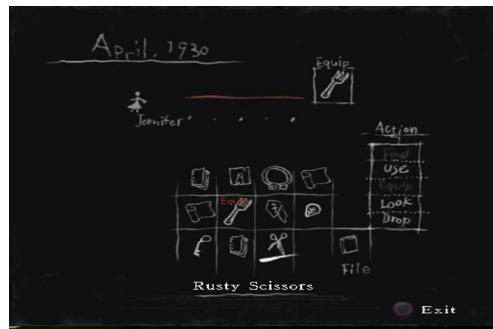 April. 1930
Equip
Jennifer
Action
Find
Use
Equip
Equip
Look
Drop
File
Rusty Scissors
Exit